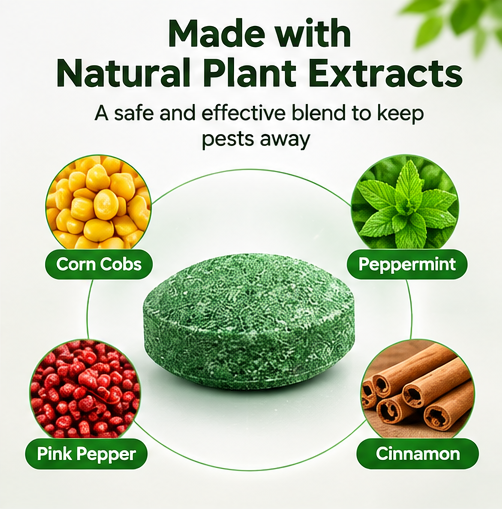 Made with
Natural Plant Extracts
A safe and effective blend to keep
pests away
Corn Cobs
Peppermint
Pink Pepper
Cinnamon